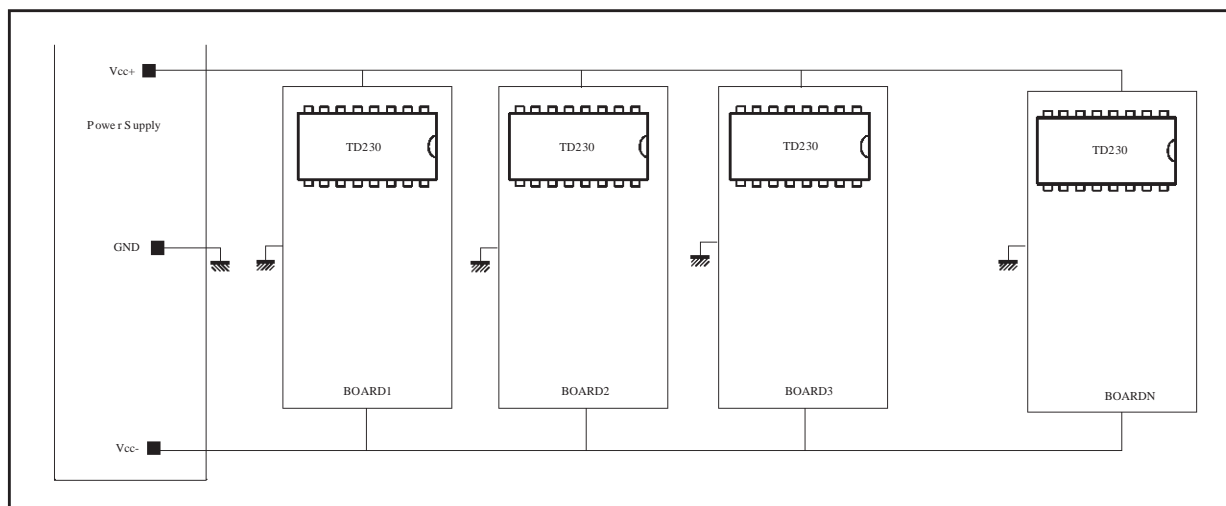 Vcc+
Power Supply
TD230
TD230
TD230
TD230
GND
BOARD1
BOARD2
BOARD3
BOARDN
Vcc-